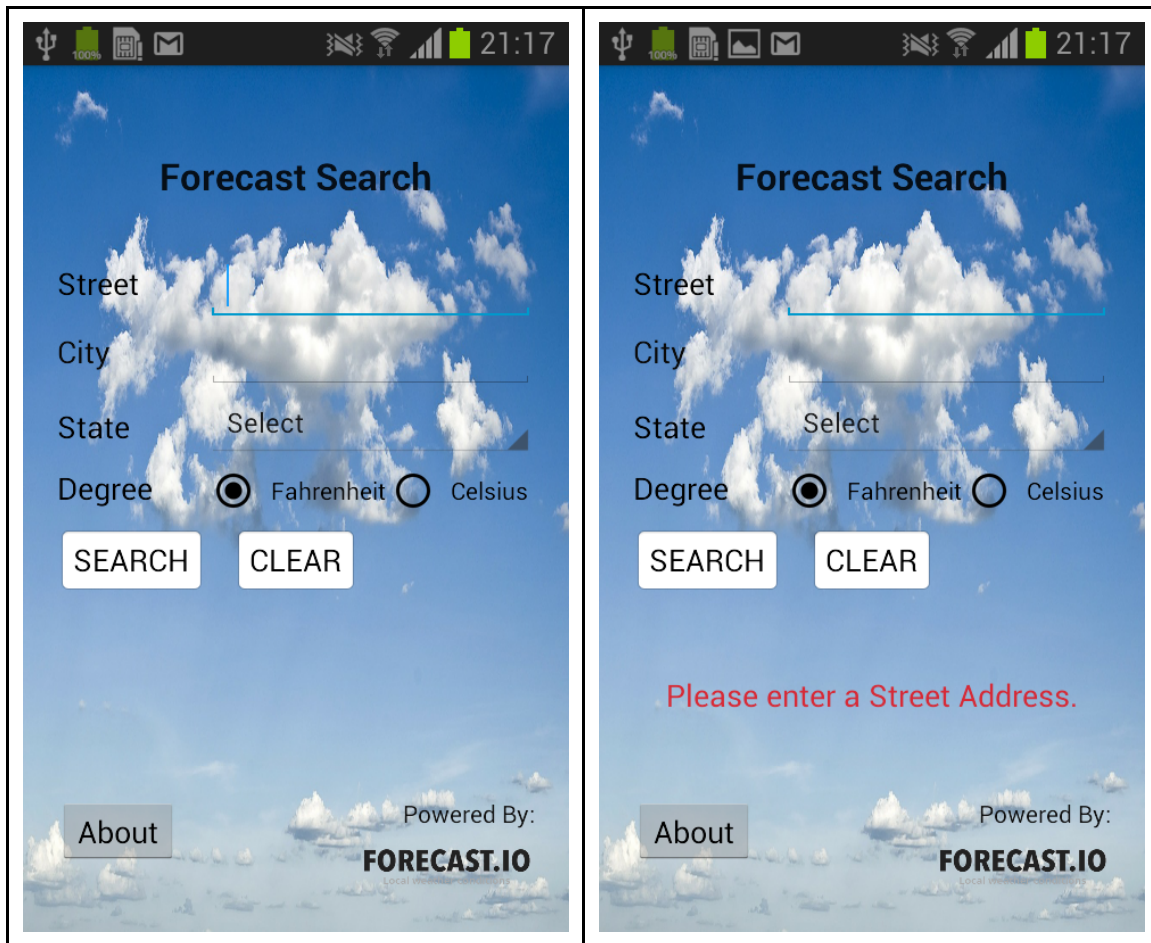 100% 21:17
Forecast Search
Street
City
State Select
Degree Fahrenheit Celsius
SEARCH CLEAR
About
Powered By:
FORECAST.IO
100% 21:17
Forecast Search
Street
City
State Select
Degree Fahrenheit Celsius
SEARCH CLEAR
Please enter a Street Address.
About
Powered By:
FORECAST.IO